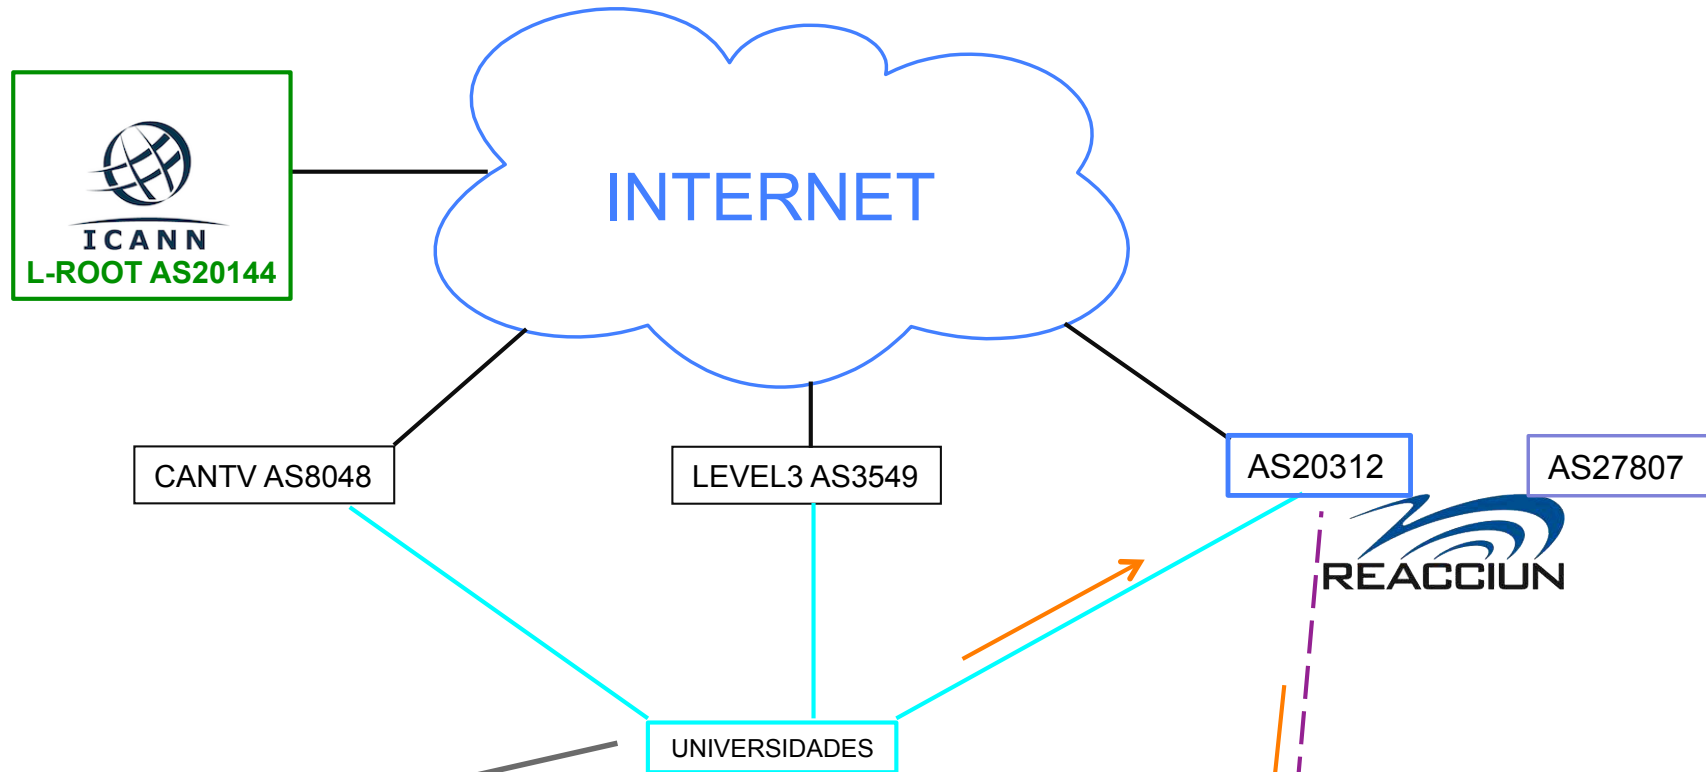 INTERNET
ICANN
L-ROOT AS20144
CANTV AS8048
LEVEL3 AS3549
AS20312
AS27807
REACCIUN
UNIVERSIDADES